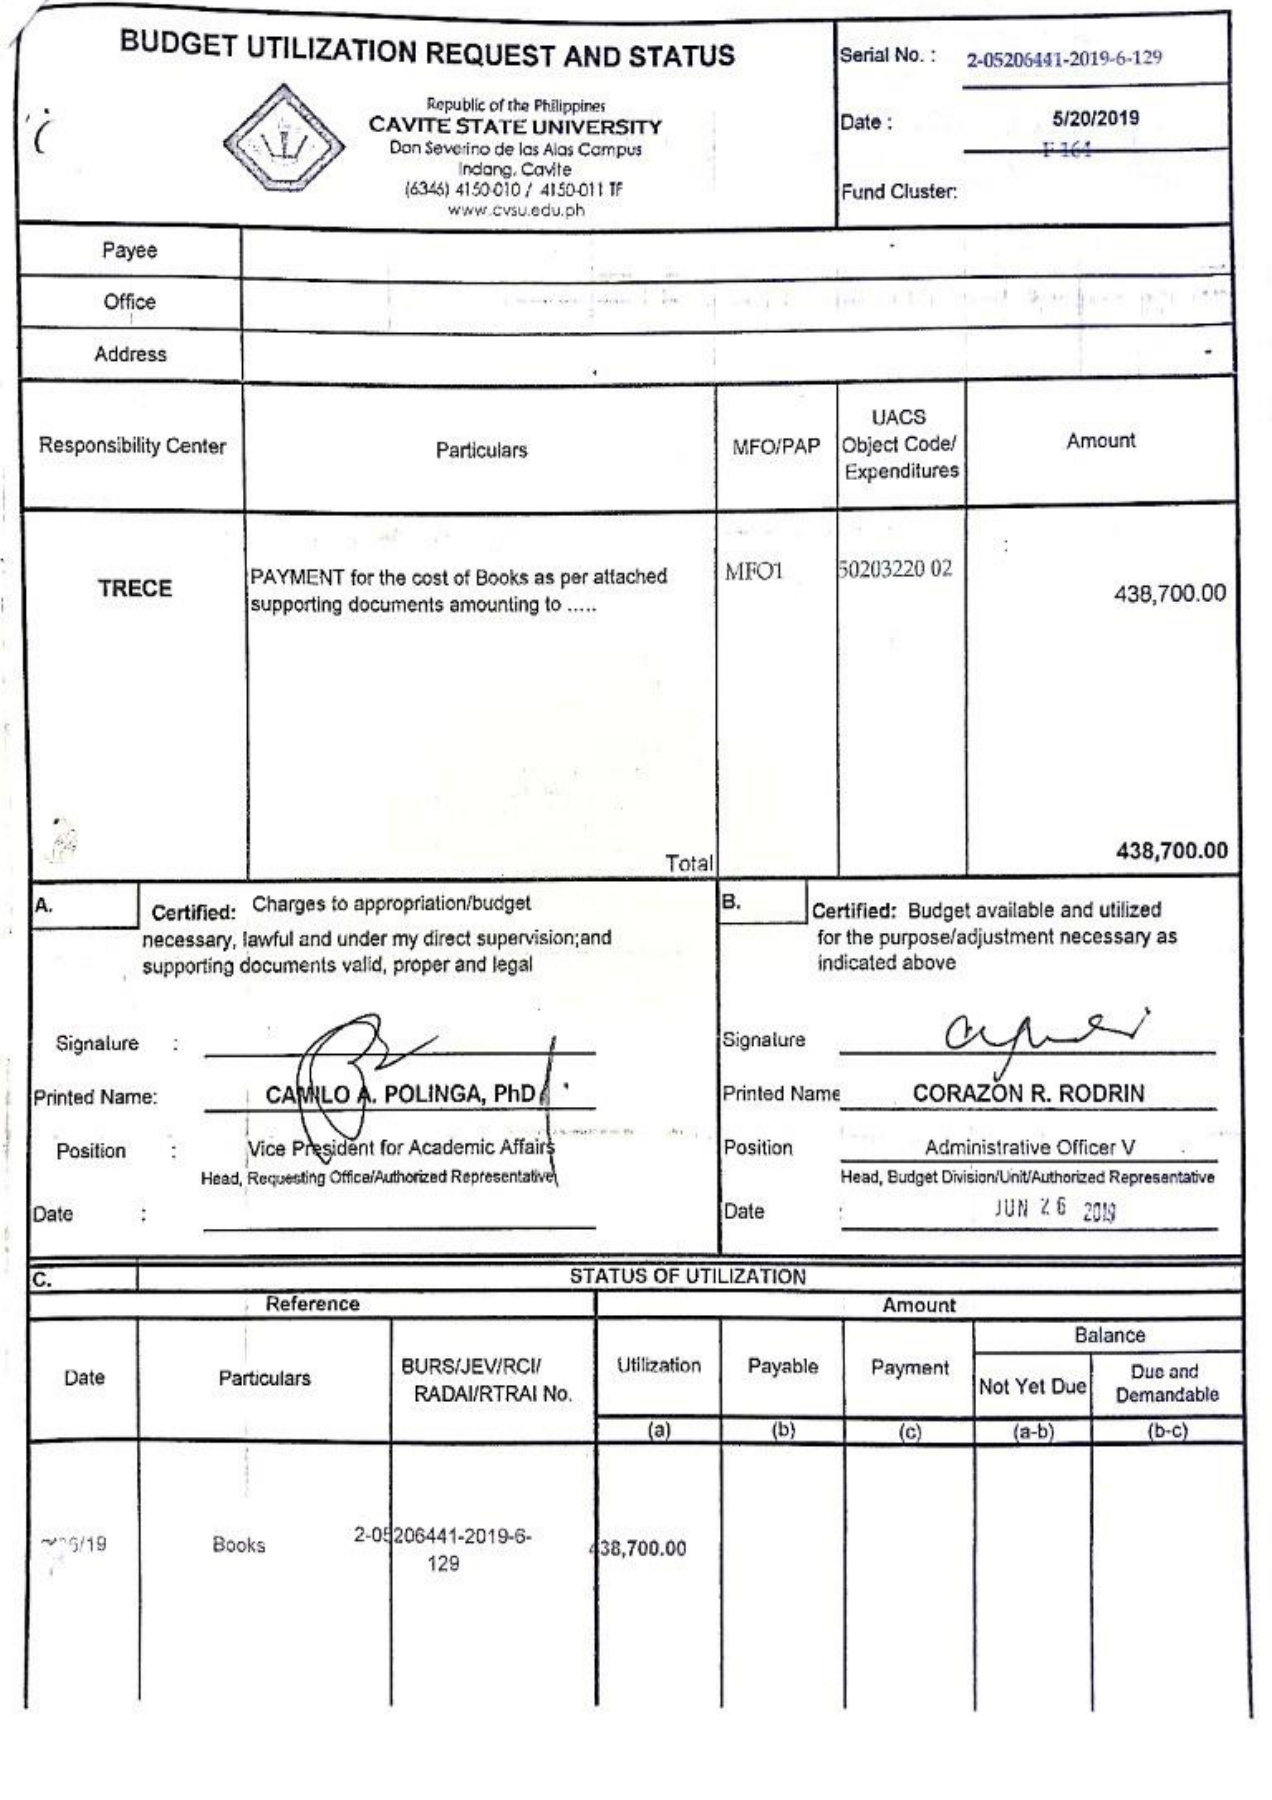 BUDGET UTILIZATION REQUEST AND STATUS
Republic of the Philippines
CAVITE STATE UNIVERSITY
Don Severino de las Alas Campus
Indang, Cavite
(6346) 4150-010 / 4150-011 TF
www.cvsu.edu.ph
Serial No. : 2-05206441-2019-6-129
Date : 5/20/2019
F 164
Fund Cluster:
Payee
Office
Address
Responsibility Center Particulars MFO/PAP UACS Object Code/ Expenditures Amount
TRECE PAYMENT for the cost of Books as per attached MFO1 50203220 02 438,700.00
supporting documents amounting to .....
Total 438,700.00
A. Certified: Charges to appropriation/budget
necessary, lawful and under my direct supervision;and
supporting documents valid, proper and legal
Signature :
Printed Name: CAMILO A. POLINGA, PhD
Position : Vice President for Academic Affairs
Head, Requesting Office/Authorized Representative
Date :
B. Certified: Budget available and utilized
for the purpose/adjustment necessary as
indicated above
Signature
Printed Name CORAZON R. RODRIN
Position Administrative Officer V
Head, Budget Division/Unit/Authorized Representative
Date : JUN 26 2019
C. STATUS OF UTILIZATION
Reference Amount
Date Particulars BURS/JEV/RCI/ RADAI/RTRAI No. Utilization Payable Payment Balance
Not Yet Due Due and Demandable
(a) (b) (c) (a-b) (b-c)
6/19 Books 2-05206441-2019-6- 438,700.00
129